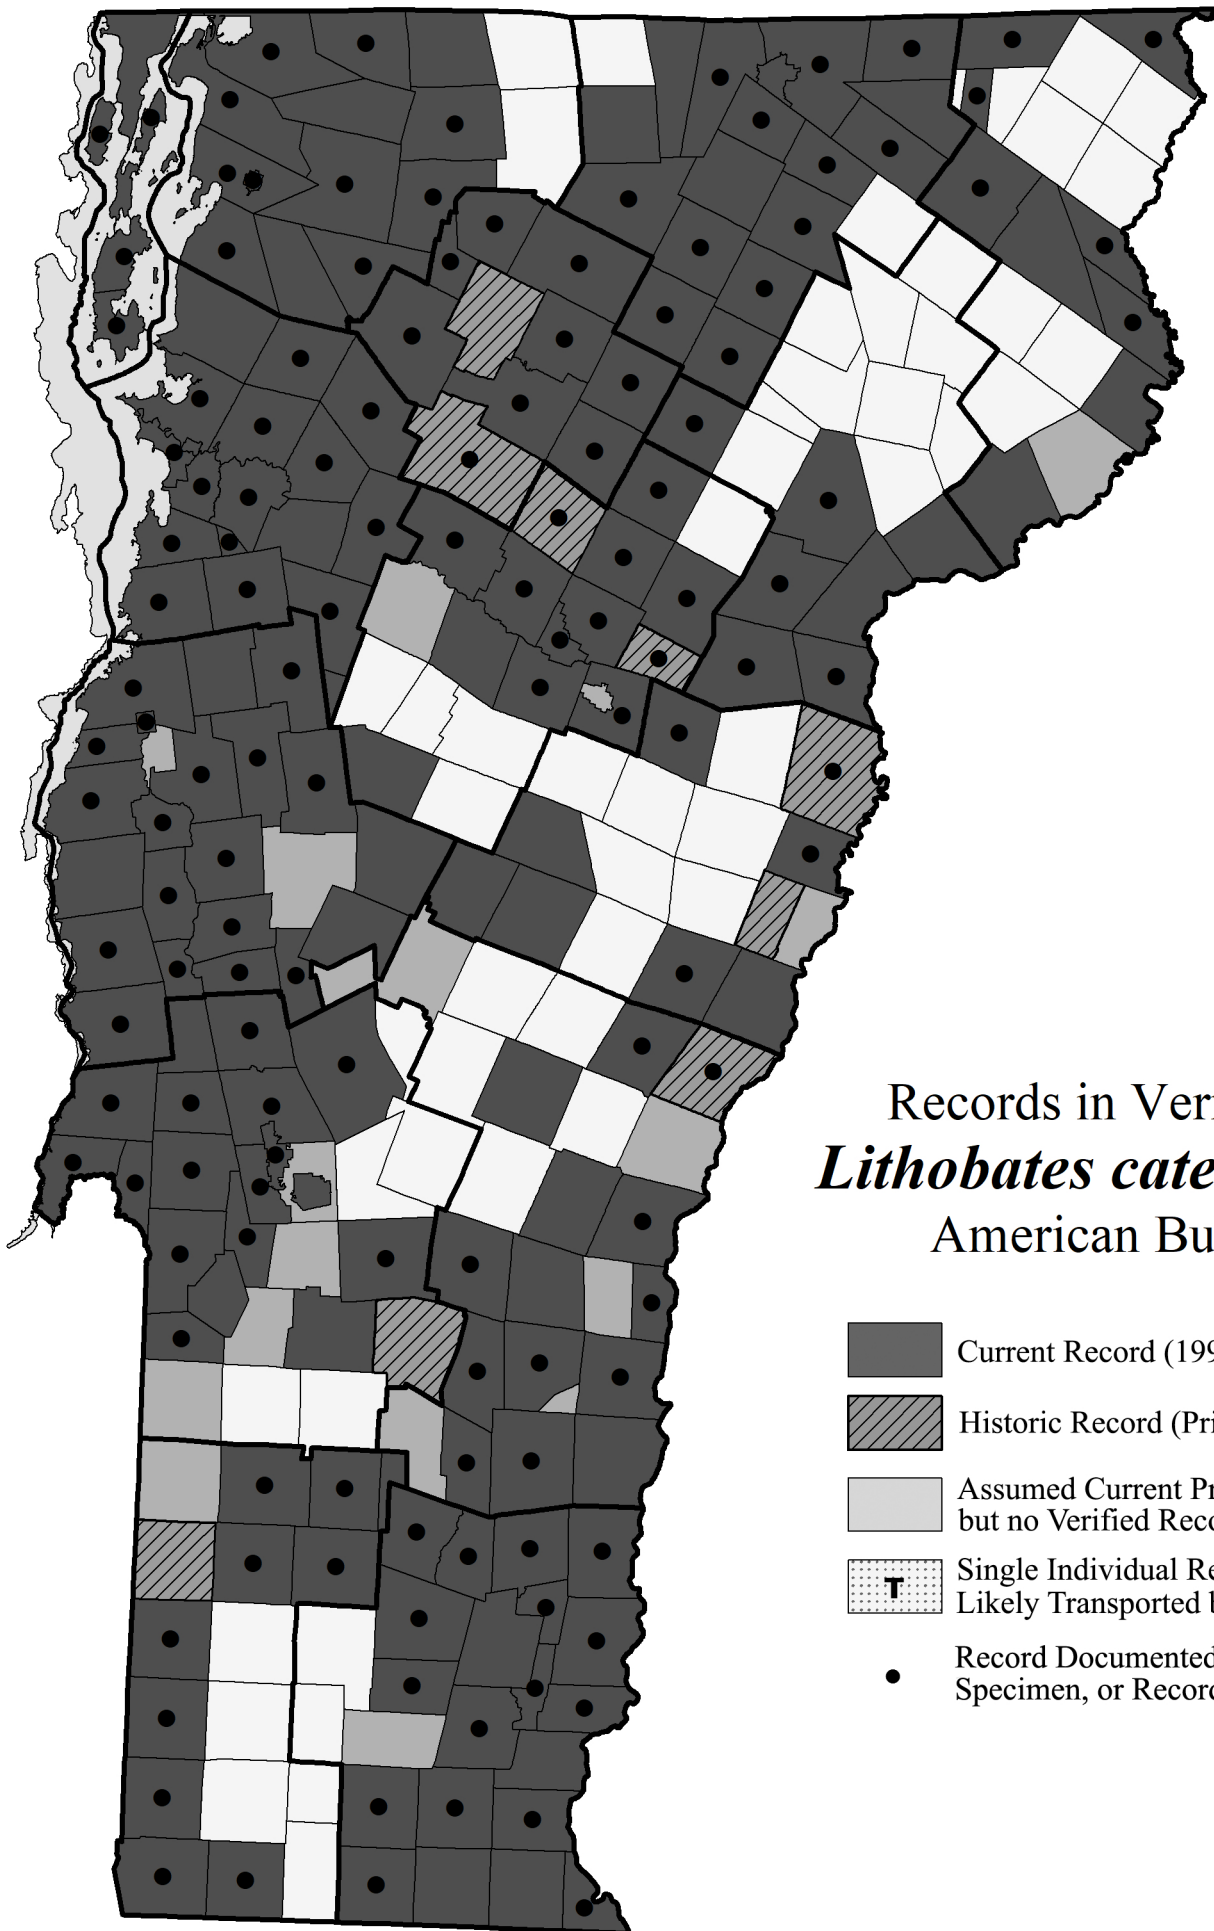 Records in Ver
Lithobates cate
American Bu
Current Record (199
Historic Record (Pri
Assumed Current Pr
but no Verified Reco
T
Single Individual Re
Likely Transported b
Record Documented
Specimen, or Record